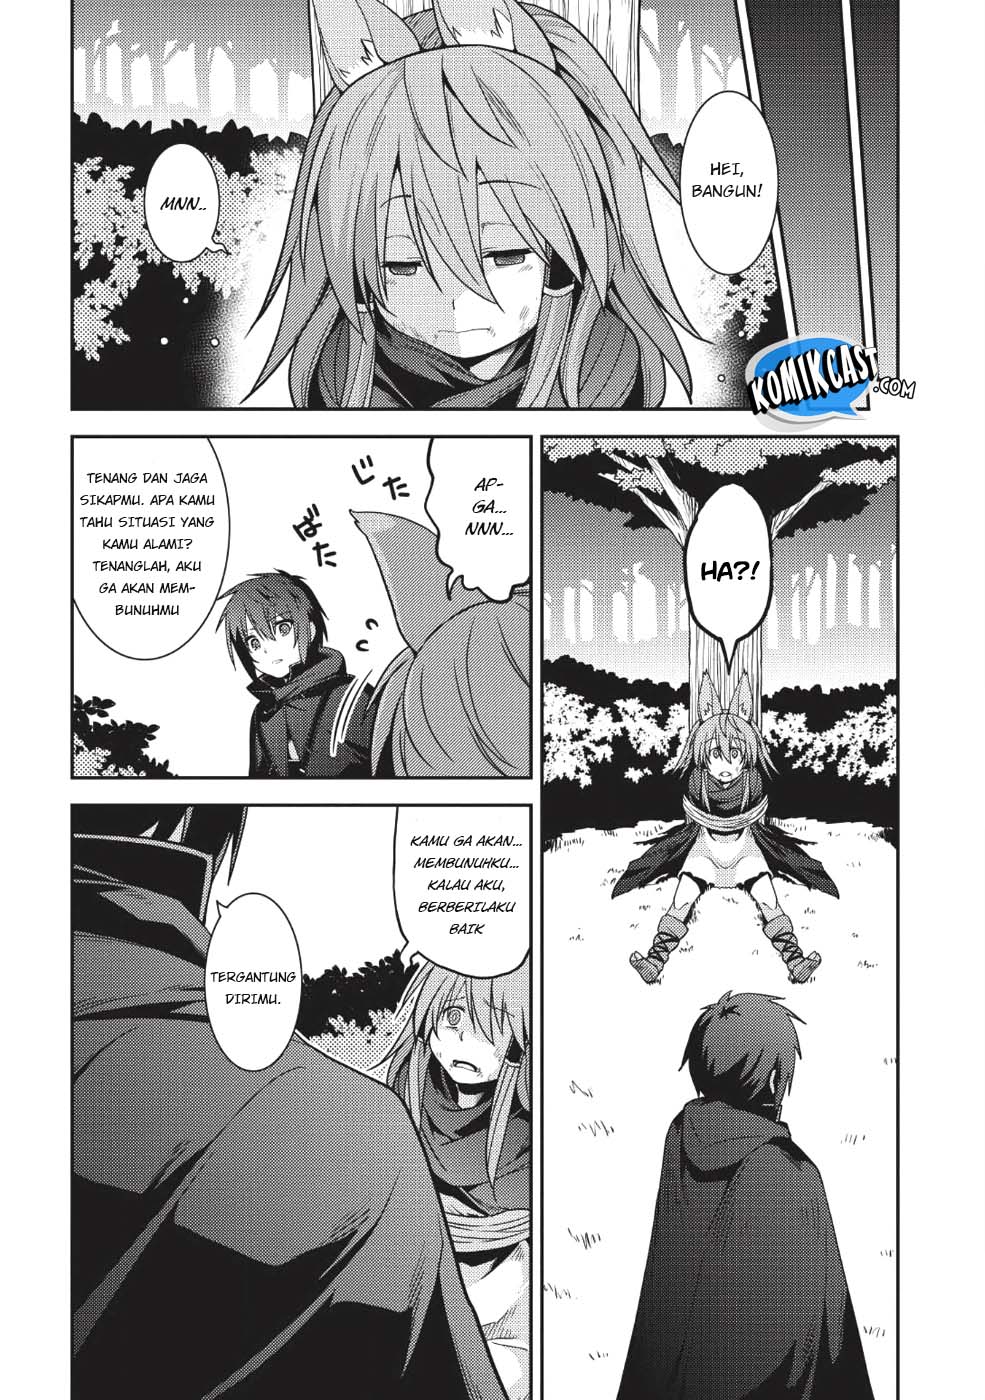 HEI,
BANGUN!
MNN..
KOMIKCAST
.COM
HA?!
AP-
GA...
NNN...
じた
ばた
TENANG DAN JAGA
SIKAPMU. APA KAMU
TAHU SITUASI YANG
KAMU ALAMI?
TENANGLAH, AKU
GA AKAN MEM-
BUNUHMU
KAMU GA AKAN...
MEMBUNUHKU...
KALAU AKU,
BERBERILAKU
BAIK
TERGANTUNG
DIRIMU.